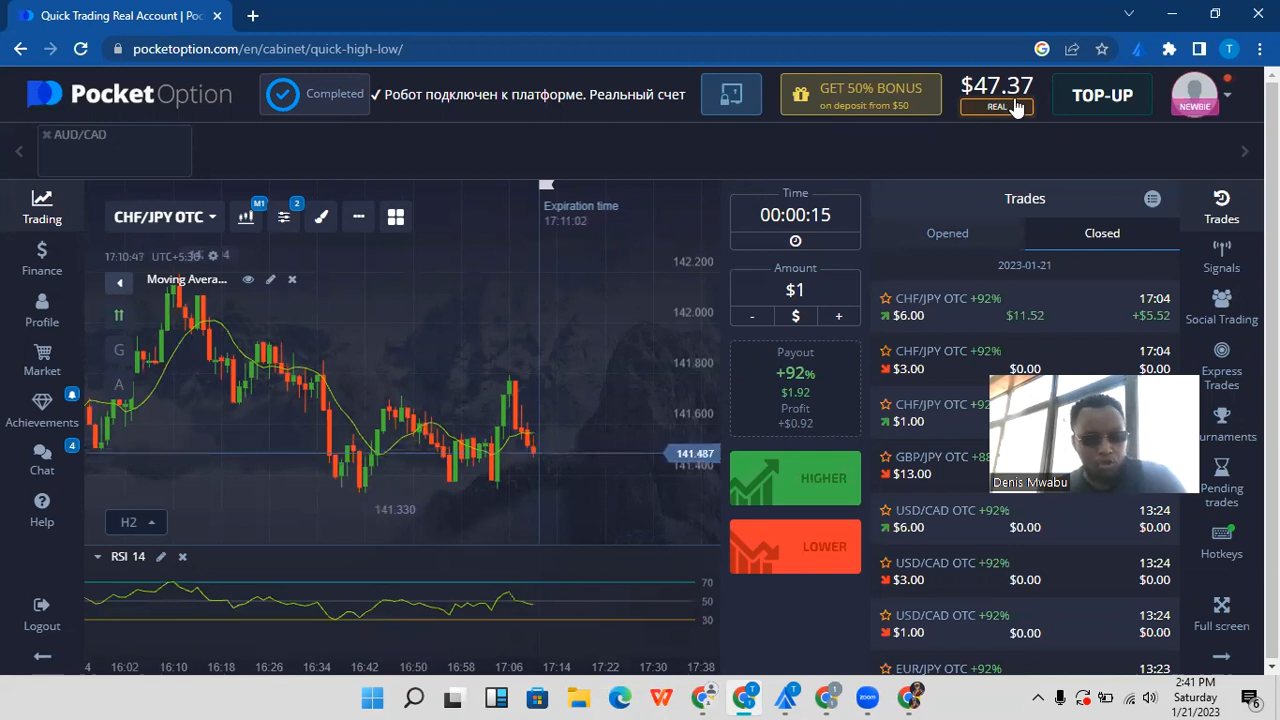 Quick Trading Real Account | Poc
pocketoption.com/en/cabinet/quick-high-low/
T
PocketOption
Completed
✓ Робот подключен к платформе. Реальный счет
GET 50% BONUS
on deposit from $50
$47.37
REAL
TOP-UP
NEWBIE
AUD/CAD
Trading
Finance
Profile
Market
Achievements
Chat
4
Help
Logout
CHF/JPY OTC
M1
2
17:10:47 UTC+5:30
Moving Avera...
G
A
Expiration time
17:11:02
142.200
142.000
141.800
141.600
141.487
141.400
141.330
H2
RSI 14
70
50
30
4
16:02
16:10
16:18
16:26
16:34
16:42
16:50
16:58
17:06
17:14
17:22
17:30
17:38
Time
00:00:15
Amount
$1
- $ +
Payout
+92%
$1.92
Profit
+$0.92
HIGHER
LOWER
Trades
Opened
Closed
2023-01-21
CHF/JPY OTC +92% 17:04
$6.00 $11.52 +$5.52
CHF/JPY OTC +92% 17:04
$3.00 $0.00 $0.00
CHF/JPY OTC +92%
$1.00
GBP/JPY OTC
$13.00
USD/CAD OTC +92% 13:24
$6.00 $0.00 $0.00
USD/CAD OTC +92% 13:24
$3.00 $0.00 $0.00
USD/CAD OTC +92% 13:24
$1.00 $0.00 $0.00
EUR/JPY OTC +92% 13:23
Denis Mwabu
Trades
Signals
Social Trading
Express
Trades
urnaments
Pending
trades
Hotkeys
Full screen
zoom
2:41 PM
Saturday
1/21/2023
6